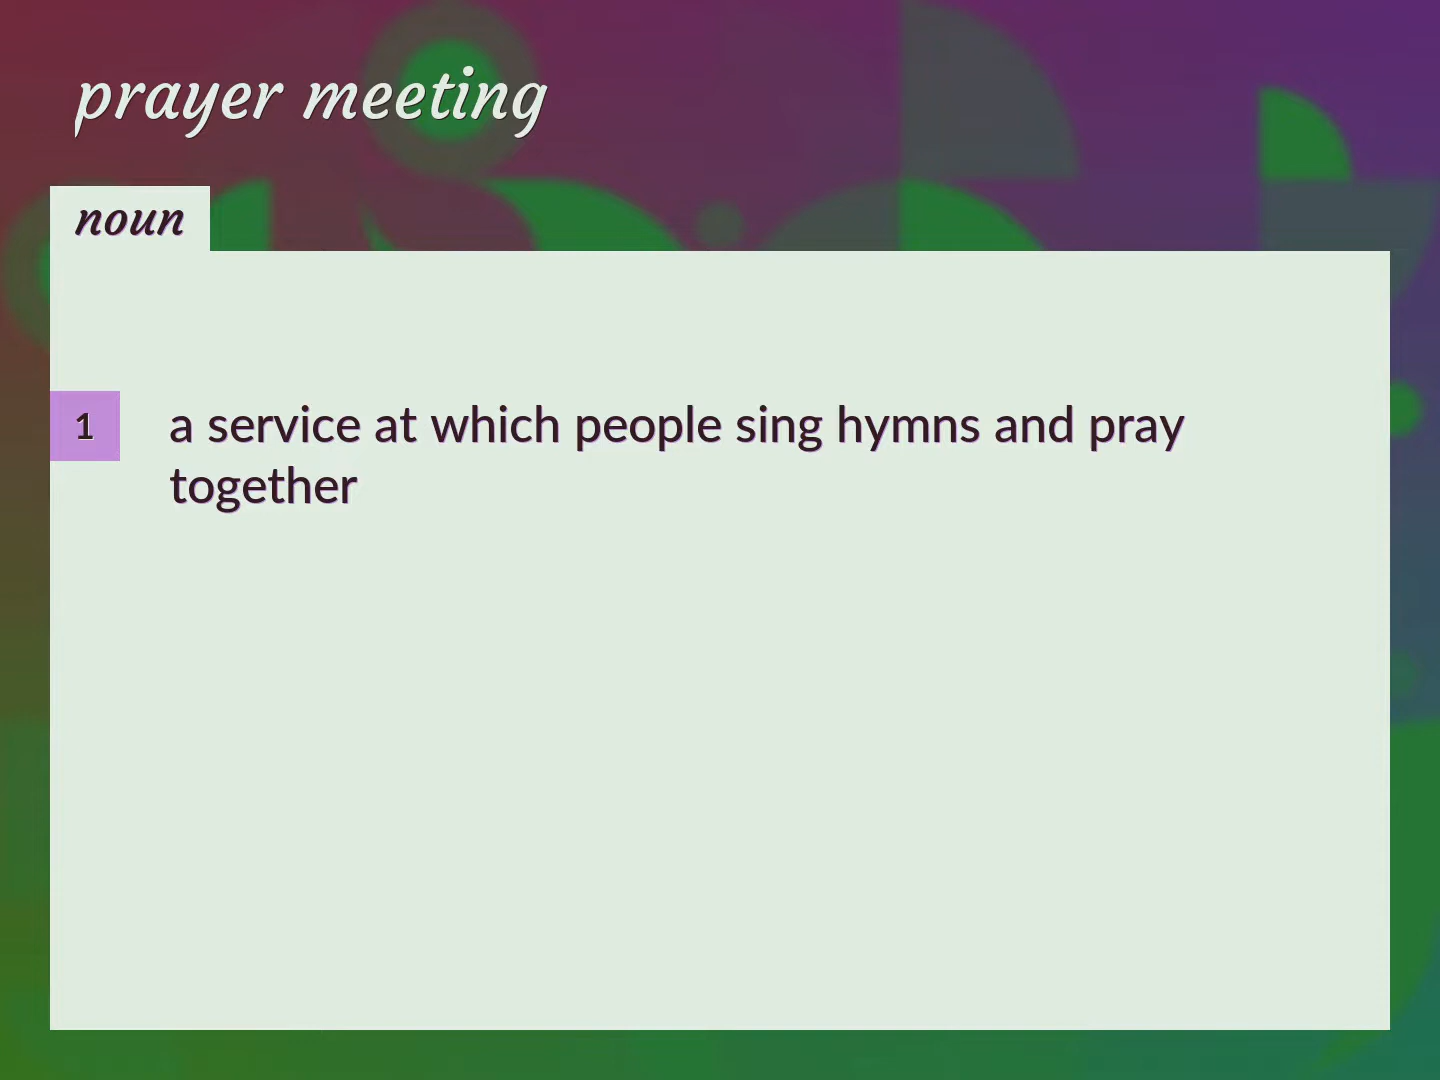 prayer meeting
noun
1
a service at which people sing hymns and pray
together